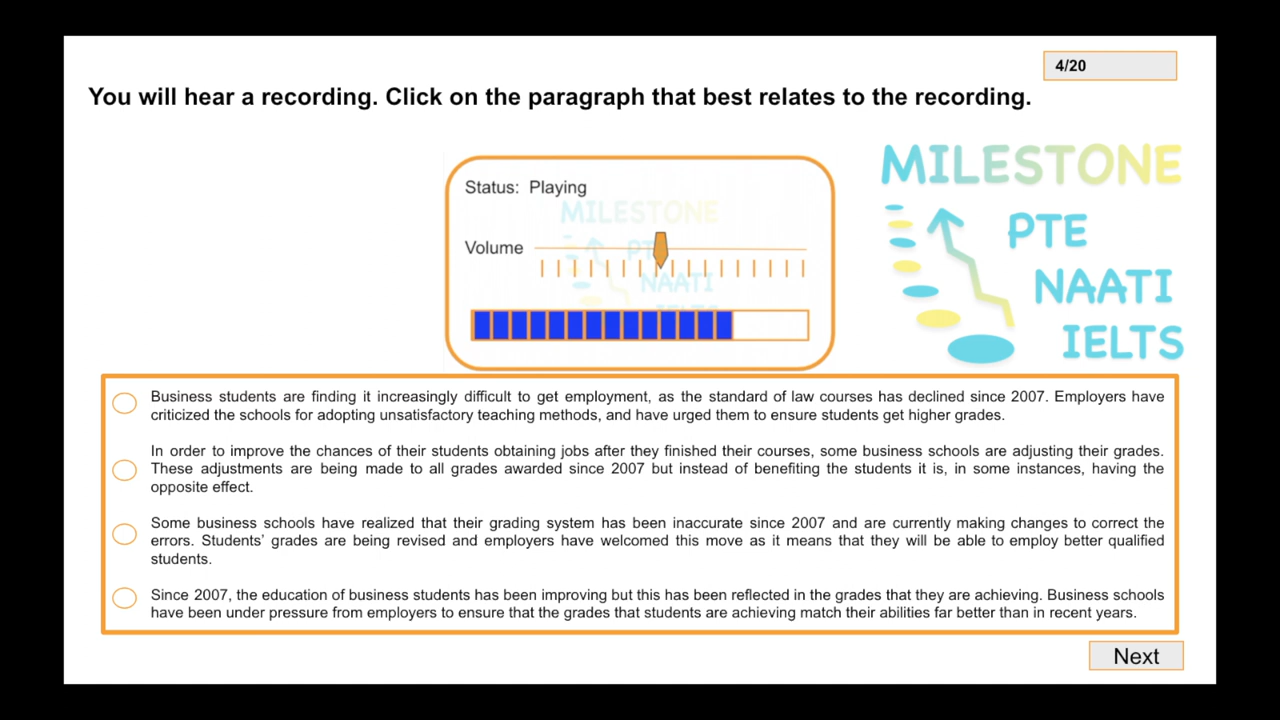 4/20
You will hear a recording. Click on the paragraph that best relates to the recording.
MILESTONE
PTE
NAATI
IELTS
Status: Playing
MILESTONE
Volume
PT
NAATI
Business students are finding it increasingly difficult to get employment, as the standard of law courses has declined since 2007. Employers have
criticized the schools for adopting unsatisfactory teaching methods, and have urged them to ensure students get higher grades.
In order to improve the chances of their students obtaining jobs after they finished their courses, some business schools are adjusting their grades.
These adjustments are being made to all grades awarded since 2007 but instead of benefiting the students it is, in some instances, having the
opposite effect.
Some business schools have realized that their grading system has been inaccurate since 2007 and are currently making changes to correct the
errors. Students' grades are being revised and employers have welcomed this move as it means that they will be able to employ better qualified
students.
Since 2007, the education of business students has been improving but this has been reflected in the grades that they are achieving. Business schools
have been under pressure from employers to ensure that the grades that students are achieving match their abilities far better than in recent years.
Next